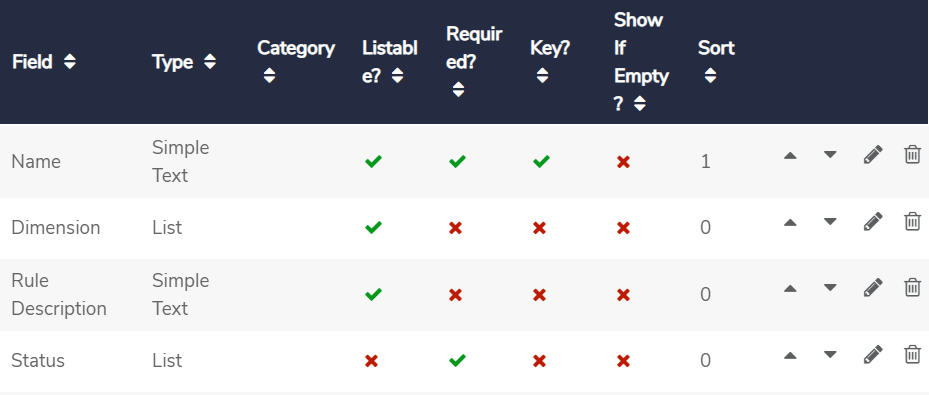 Field Type Category Listabl Requir Key? Show Sort
e? ed? If
Empty
?
Name Simple 1
Text
Dimension List 0
Rule Simple 0
Description Text
Status List 0